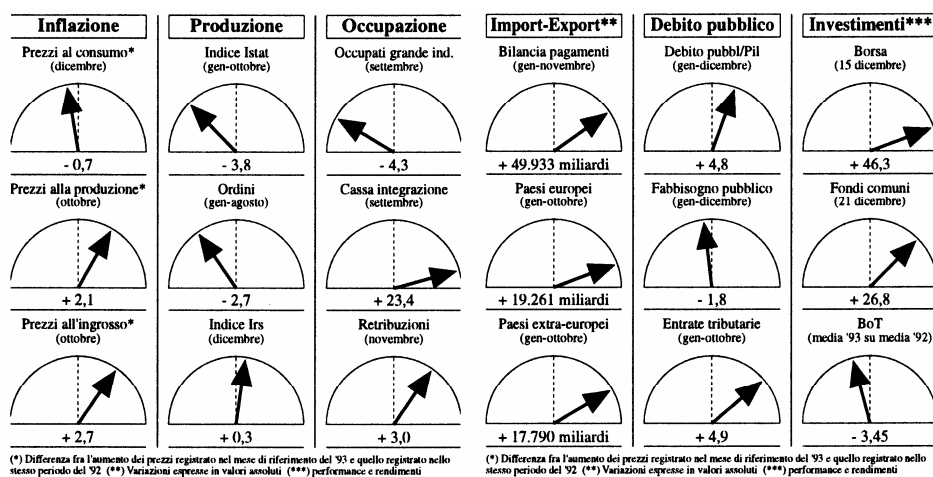 Inflazione
Prezzi al consumo*
(dicembre)
- 0,7
Prezzi alla produzione*
(ottobre)
+ 2,1
Prezzi all'ingrosso*
(ottobre)
+ 2,7
Produzione
Indice Istat
(gen-ottobre)
- 3,8
Ordini
(gen-agosto)
- 2,7
Indice Irs
(dicembre)
+ 0,3
Occupazione
Occupati grande ind.
(settembre)
- 4,3
Cassa integrazione
(settembre)
+ 23,4
Retribuzioni
(novembre)
+ 3,0
(*) Differenza fra l'aumento dei prezzi registrato nel mese di riferimento del '93 e quello registrato nello
stesso periodo del '92 (**) Variazioni espresse in valori assoluti (***) performance e rendimenti
Import-Export**
Bilancia pagamenti
(gen-novembre)
+ 49.933 miliardi
Paesi europei
(gen-ottobre)
+ 19.261 miliardi
Paesi extra-europei
(gen-ottobre)
+ 17.790 miliardi
Debito pubblico
Debito pubbl/Pil
(gen-dicembre)
+ 4,8
Fabbisogno pubblico
(gen-dicembre)
- 1,8
Entrate tributarie
(gen-ottobre)
+ 4,9
Investimenti***
Borsa
(15 dicembre)
+ 46,3
Fondi comuni
(21 dicembre)
+ 26,8
BoT
(media '93 su media '92)
- 3,45
(*) Differenza fra l'aumento dei prezzi registrato nel mese di riferimento del '93 e quello registrato nello
stesso periodo del '92 (**) Variazioni espresse in valori assoluti (***) performance e rendimenti